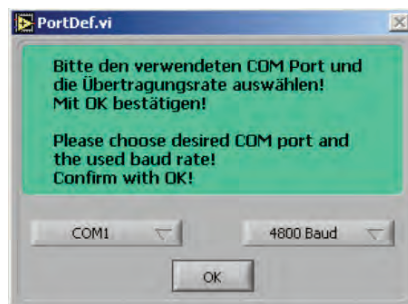 PortDef.vi
Bitte den verwendeten COM Port und
die Übertragungsrate auswählen!
Mit OK bestätigen!
Please choose desired COM port and
the used baud rate!
Confirm with OK!
COM1 4800 Baud
OK